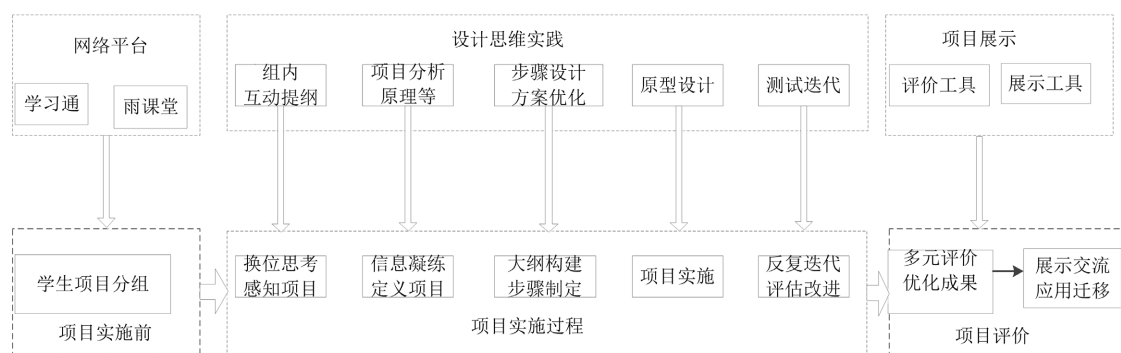 网络平台
学习通
雨课堂
设计思维实践
组内
互动提纲
项目分析
原理等
步骤设计
方案优化
原型设计
测试迭代
项目展示
评价工具
展示工具
学生项目分组
项目实施前
换位思考
感知项目
信息凝练
定义项目
大纲构建
步骤制定
项目实施
反复迭代
评估改进
项目实施过程
多元评价
优化成果
展示交流
应用迁移
项目评价